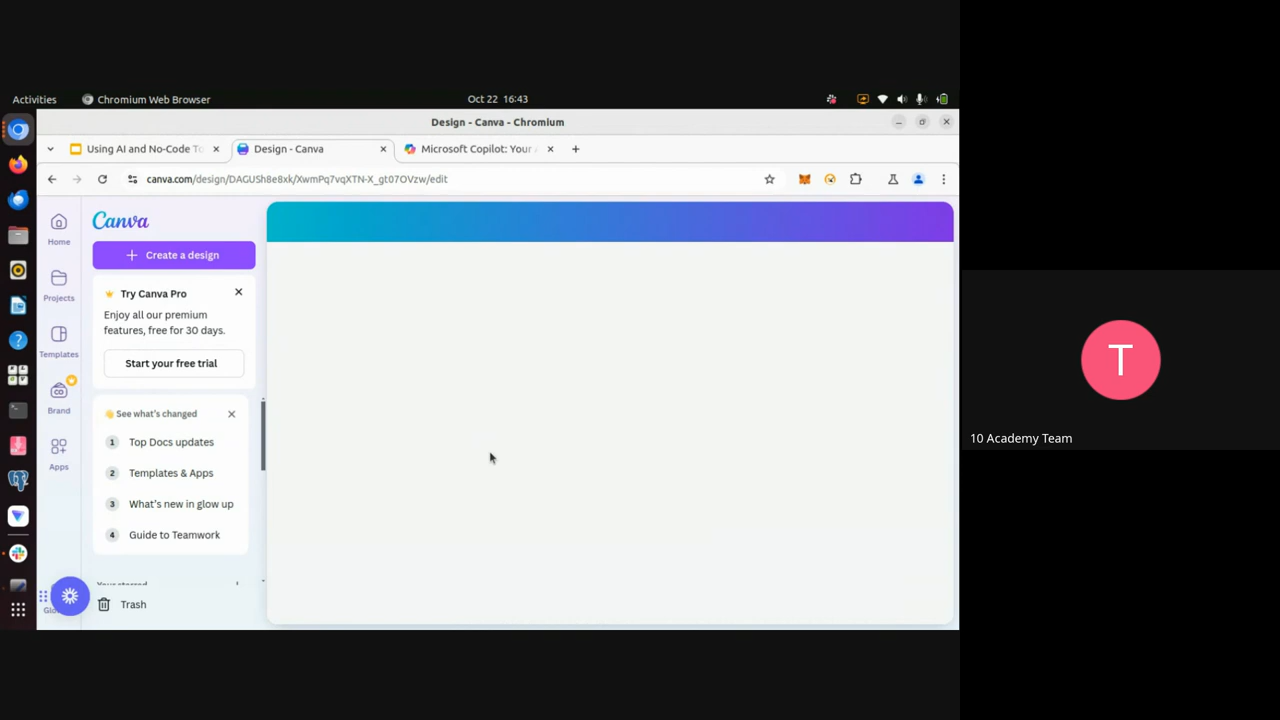 Activities
Chromium Web Browser
Oct 22 16:43
Design - Canva - Chromium
Using AI and No-Code T
Design - Canva
Microsoft Copilot: Your
canva.com/design/DAGUSh8e8xk/XwmPq7vqXTN-X_gt07OVzw/edit
Canva
Home
Create a design
Projects
Try Canva Pro
Enjoy all our premium
features, free for 30 days.
Templates
Start your free trial
Brand
See what's changed
1 Top Docs updates
Apps
2 Templates & Apps
3 What's new in glow up
4 Guide to Teamwork
Trash
T
10 Academy Team